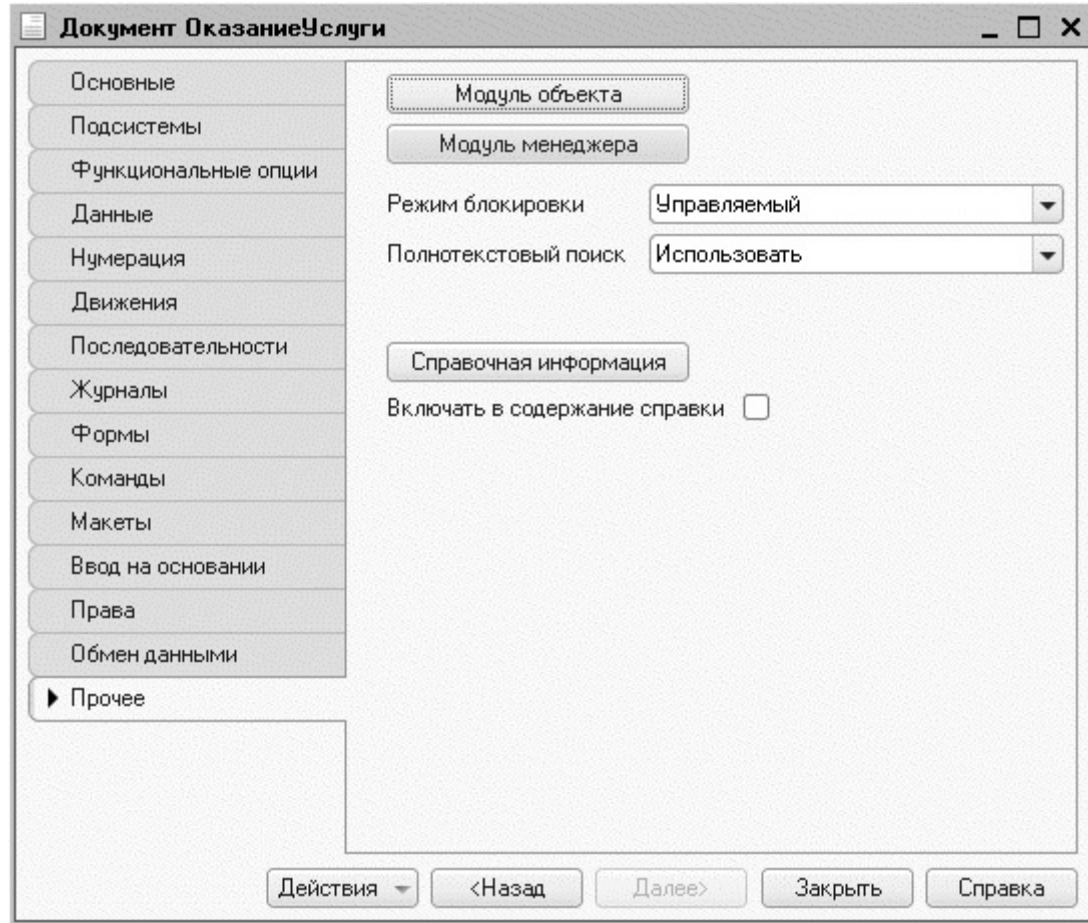 Документ ОказаниеУслуги
Основные
Подсистемы
Функциональные опции
Данные
Нумерация
Движения
Последовательности
Журналы
Формы
Команды
Макеты
Ввод на основании
Права
Обмен данными
Прочее
Модуль объекта
Модуль менеджера
Режим блокировки Управляемый
Полнотекстовый поиск Использовать
Справочная информация
Включать в содержание справки
Действия <Назад Далее> Закрыть Справка